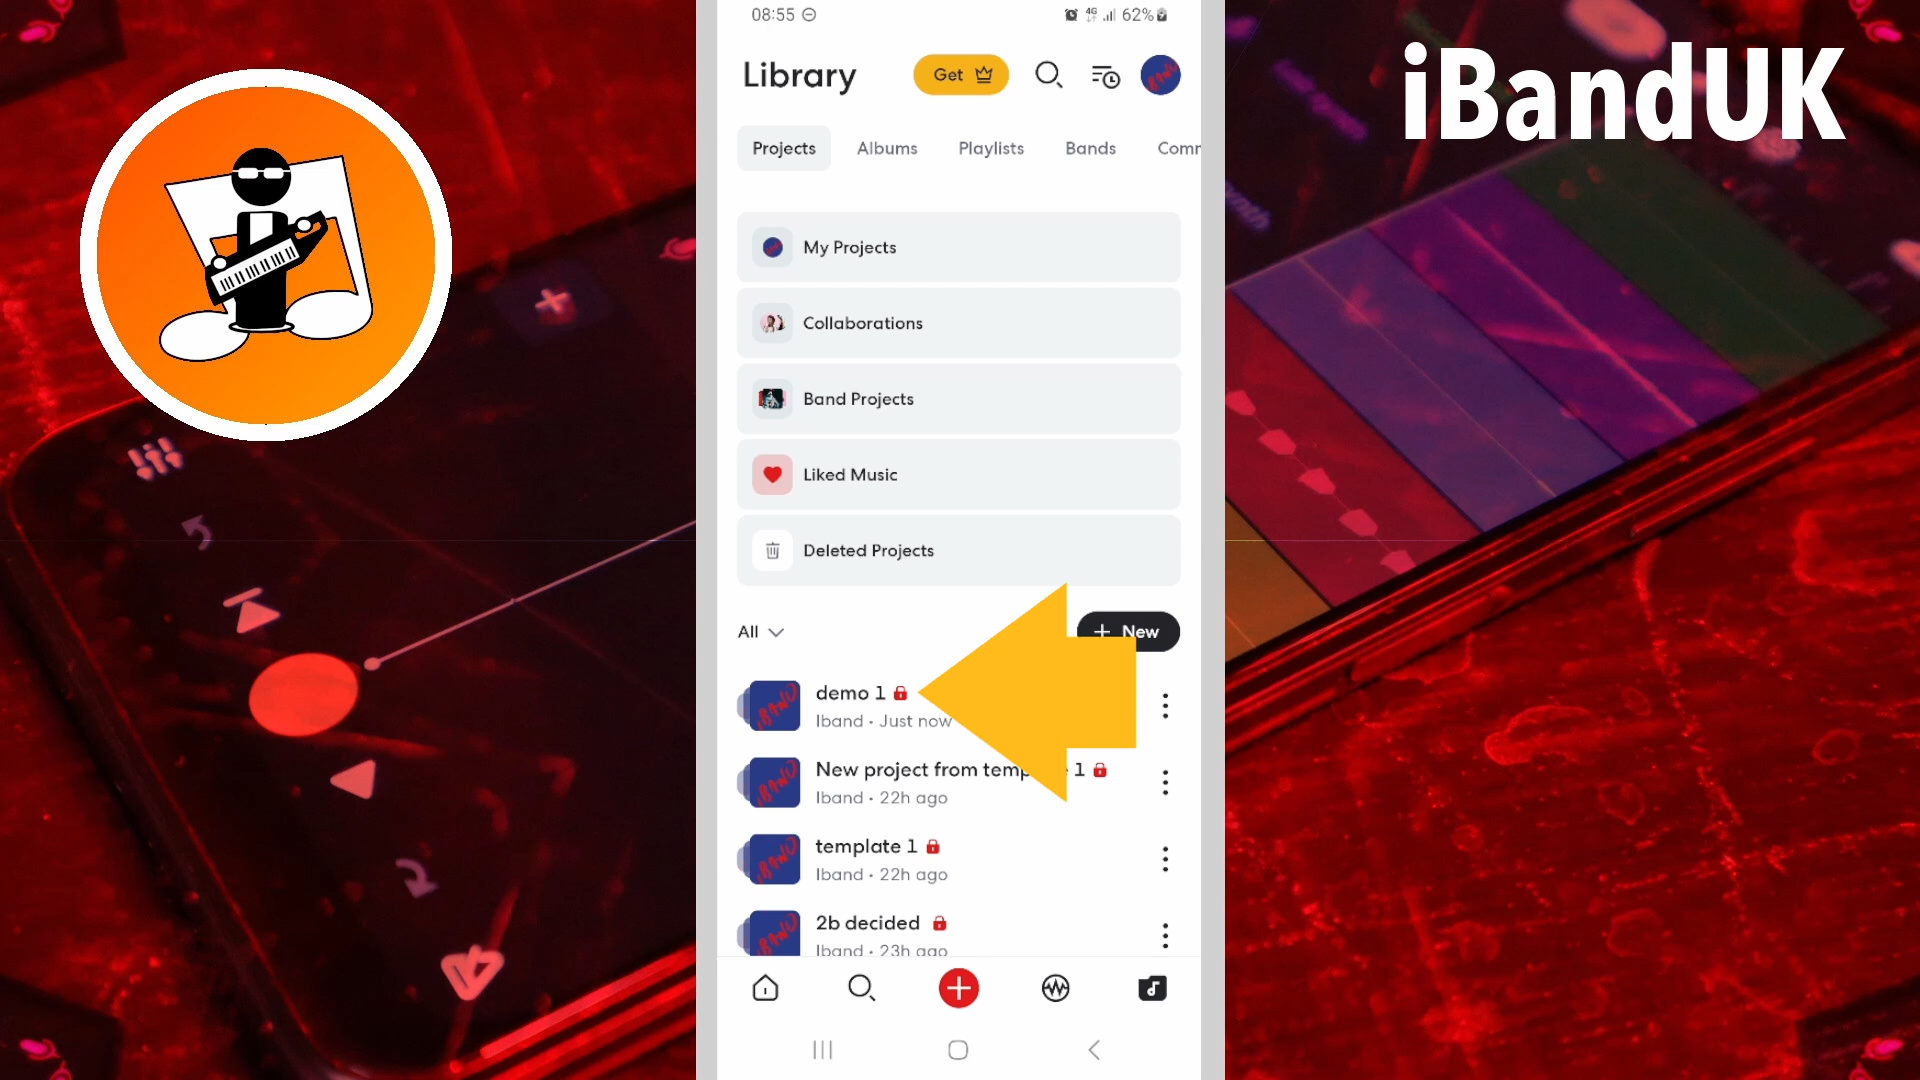 08:55
4G
62%
iBandUK
Library
Get
Projects
Albums
Playlists
Bands
Comm
My Projects
Collaborations
Band Projects
Liked Music
Deleted Projects
All
+ New
demo 1
Iband • Just now
New project from temp 1
Iband • 22h ago
template 1
Iband • 22h ago
2b decided
Iband • 23h ago